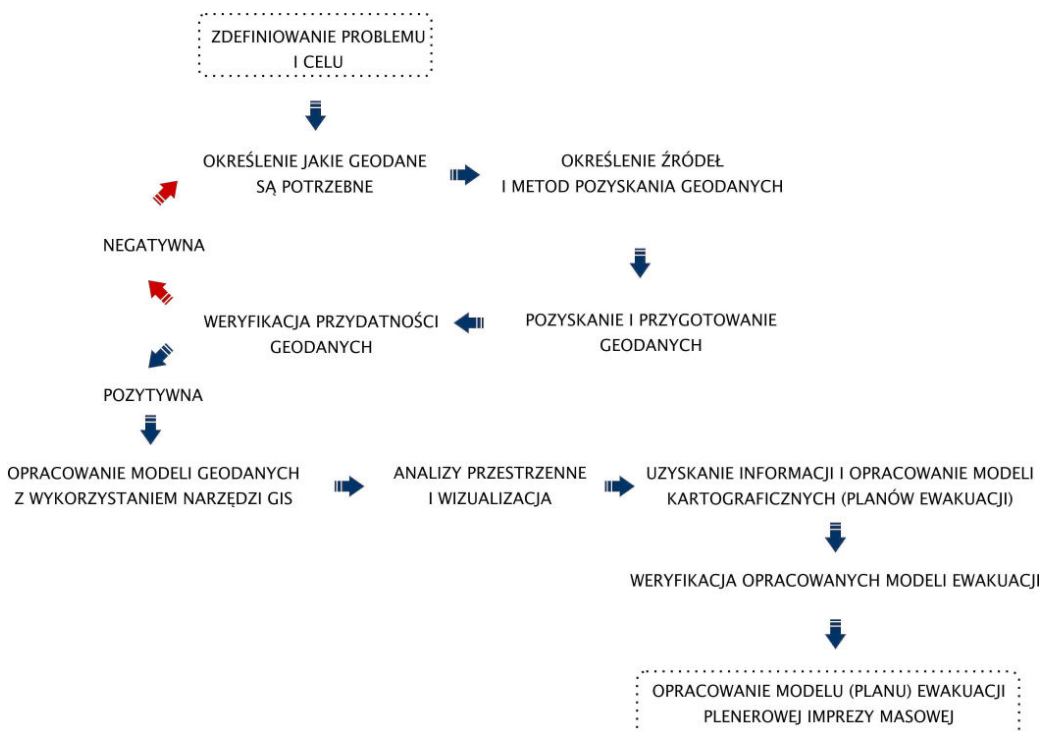 ZDEFINIOWANIE PROBLEMU
I CELU
OKREŚLENIE JAKIE GEODANE
SĄ POTRZEBNE
OKREŚLENIE ŹRÓDEŁ
I METOD POZYSKANIA GEODANYCH
NEGATYWNA
WERYFIKACJA PRZYDATNOŚCI
GEODANYCH
POZYSKANIE I PRZYGOTOWANIE
GEODANYCH
POZYTYWNA
OPRACOWANIE MODELI GEODANYCH
Z WYKORZYSTANIEM NARZĘDZI GIS
ANALIZY PRZESTRZENNE
I WIZUALIZACJA
UZYSKANIE INFORMACJI I OPRACOWANIE MODELI
KARTOGRAFICZNYCH (PLANÓW EWAKUACJI)
WERYFIKACJA OPRACOWANYCH MODELI EWAKUACJI
OPRACOWANIE MODELU (PLANU) EWAKUACJI
PLENEROWEJ IMPREZY MASOWEJ